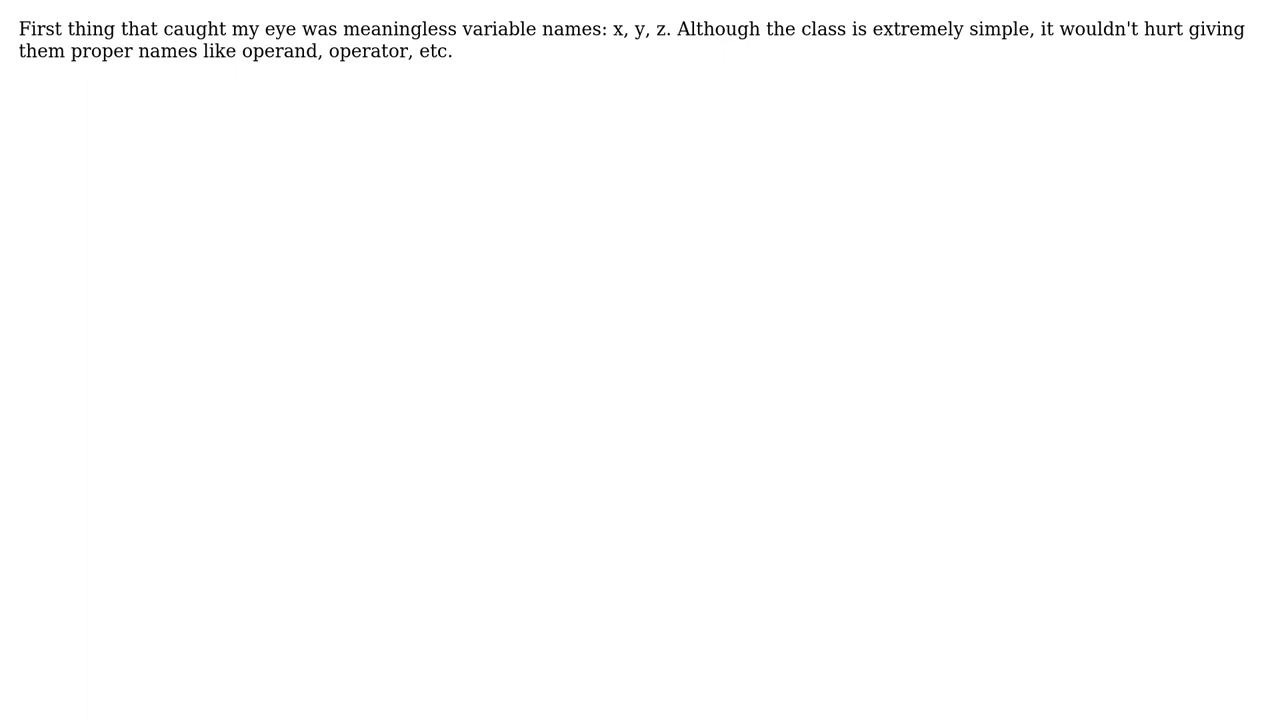 First thing that caught my eye was meaningless variable names: x, y, z. Although the class is extremely simple, it wouldn't hurt giving
them proper names like operand, operator, etc.